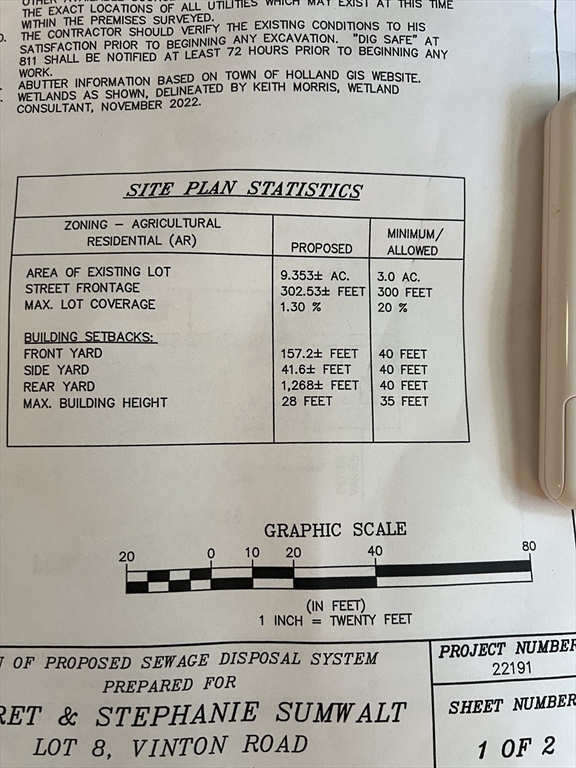 THE EXACT LOCATIONS OF ALL UTILITIES WHICH MAY EXIST AT THIS TIME
WITHIN THE PREMISES SURVEYED.
THE CONTRACTOR SHOULD VERIFY THE EXISTING CONDITIONS TO HIS
SATISFACTION PRIOR TO BEGINNING ANY EXCAVATION. "DIG SAFE" AT
811 SHALL BE NOTIFIED AT LEAST 72 HOURS PRIOR TO BEGINNING ANY
WORK.
ABUTTER INFORMATION BASED ON TOWN OF HOLLAND GIS WEBSITE.
WETLANDS AS SHOWN, DELINEATED BY KEITH MORRIS, WETLAND
CONSULTANT, NOVEMBER 2022.
SITE PLAN STATISTICS
ZONING – AGRICULTURAL
RESIDENTIAL (AR) PROPOSED MINIMUM/
ALLOWED
AREA OF EXISTING LOT 9.353± AC. 3.0 AC.
STREET FRONTAGE 302.53± FEET 300 FEET
MAX. LOT COVERAGE 1.30 % 20 %
BUILDING SETBACKS:
FRONT YARD 157.2± FEET 40 FEET
SIDE YARD 41.6± FEET 40 FEET
REAR YARD 1,268± FEET 40 FEET
MAX. BUILDING HEIGHT 28 FEET 35 FEET
GRAPHIC SCALE
20 0 10 20 40 80
(IN FEET)
1 INCH = TWENTY FEET
OF PROPOSED SEWAGE DISPOSAL SYSTEM
PREPARED FOR
RET & STEPHANIE SUMWALT
LOT 8, VINTON ROAD
PROJECT NUMBER
22191
SHEET NUMBER
1 OF 2